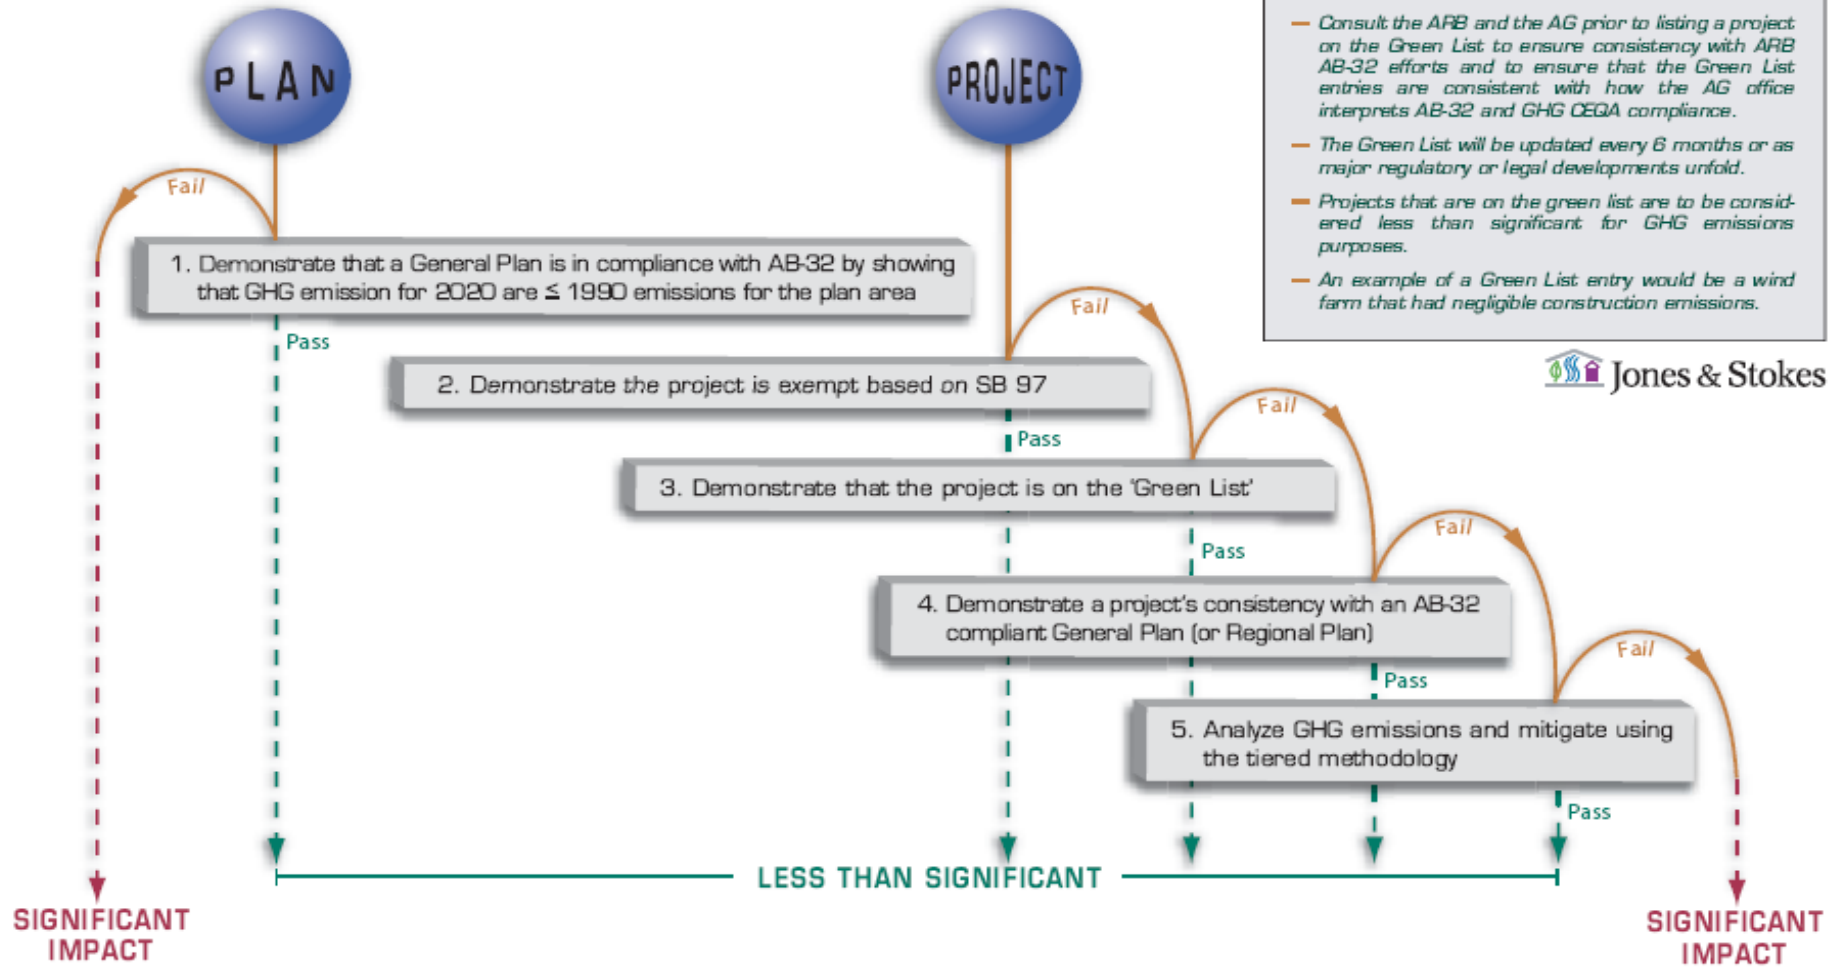 PLAN
PROJECT
— Consult the ARB and the AG prior to listing a project
on the Green List to ensure consistency with ARB
AB-32 efforts and to ensure that the Green List
entries are consistent with how the AG office
interprets AB-32 and GHG CEQA compliance.
— The Green List will be updated every 6 months or as
major regulatory or legal developments unfold.
— Projects that are on the green list are to be consid-
ered less than significant for GHG emissions
purposes.
— An example of a Green List entry would be a wind
farm that had negligible construction emissions.
Jones & Stokes
Fail
1. Demonstrate that a General Plan is in compliance with AB-32 by showing
that GHG emission for 2020 are ≤ 1990 emissions for the plan area
Pass
Fail
2. Demonstrate the project is exempt based on SB 97
Pass
Fail
3. Demonstrate that the project is on the 'Green List'
Pass
Fail
4. Demonstrate a project's consistency with an AB-32
compliant General Plan (or Regional Plan)
Pass
Fail
5. Analyze GHG emissions and mitigate using
the tiered methodology
Pass
LESS THAN SIGNIFICANT
SIGNIFICANT
IMPACT
SIGNIFICANT
IMPACT